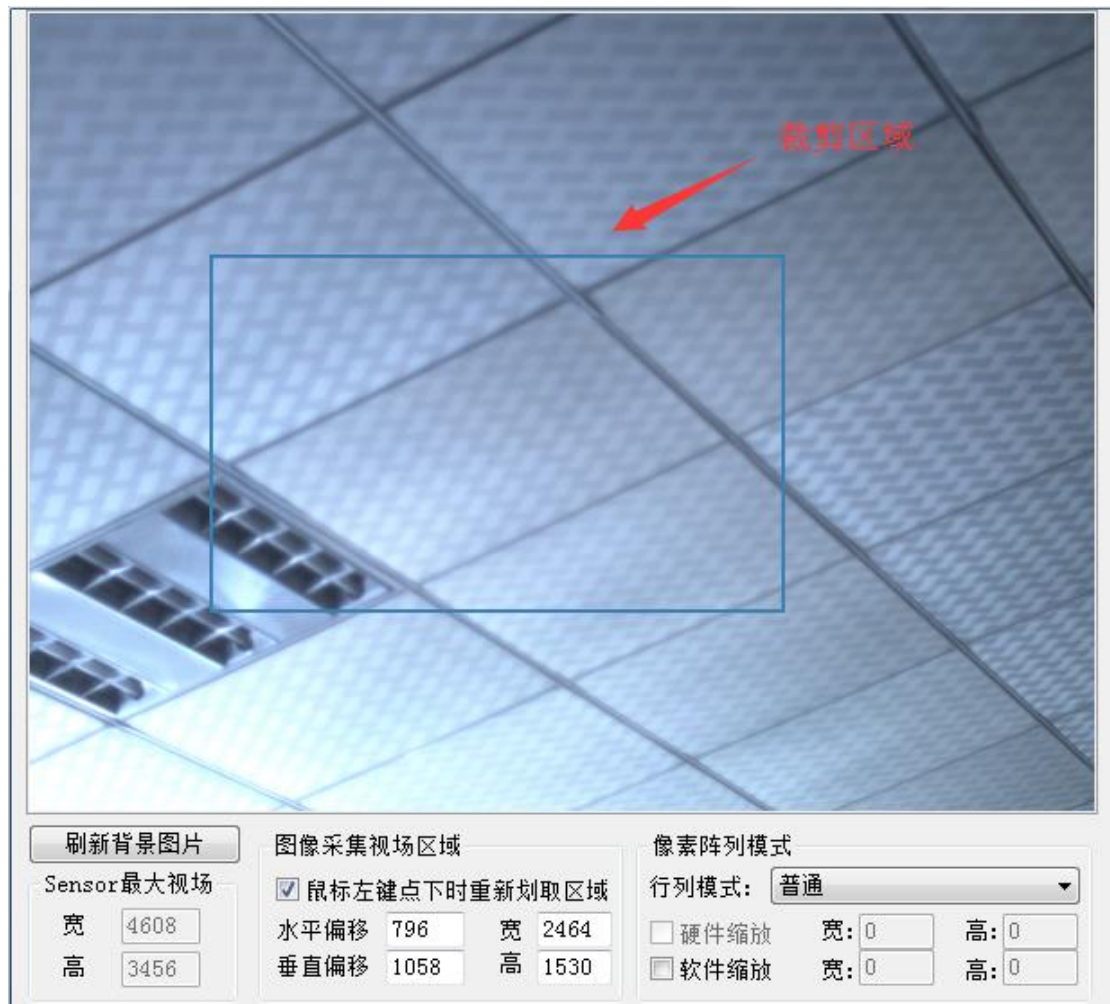 裁剪区域
刷新背景图片
Sensor最大视场
宽 4608
高 3456
图像采集视场区域
鼠标左键点下时重新划取区域
水平偏移 796 宽 2464
垂直偏移 1058 高 1530
像素阵列模式
行列模式: 普通
硬件缩放 宽: 0 高: 0
软件缩放 宽: 0 高: 0